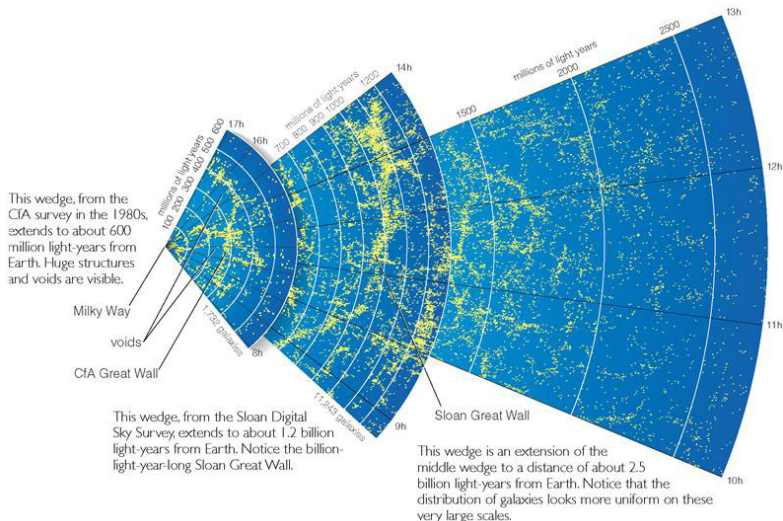 13h
2500
millions of light years
2000
14h
millions of light years
1200
1000
900
800
700
1500
17h
16h
millions of light years
600
500
400
300
200
100
12h
This wedge, from the
CfA survey in the 1980s,
extends to about 600
million light-years from
Earth. Huge structures
and voids are visible.
Milky Way
voids
CfA Great Wall
1,732 galaxies
8h
11h
This wedge, from the Sloan Digital
Sky Survey, extends to about 1.2 billion
light-years from Earth. Notice the billion-
light-year-long Sloan Great Wall.
11,243 galaxies
9h
Sloan Great Wall
This wedge is an extension of the
middle wedge to a distance of about 2.5
billion light-years from Earth. Notice that the
distribution of galaxies looks more uniform on these
very large scales.
10h